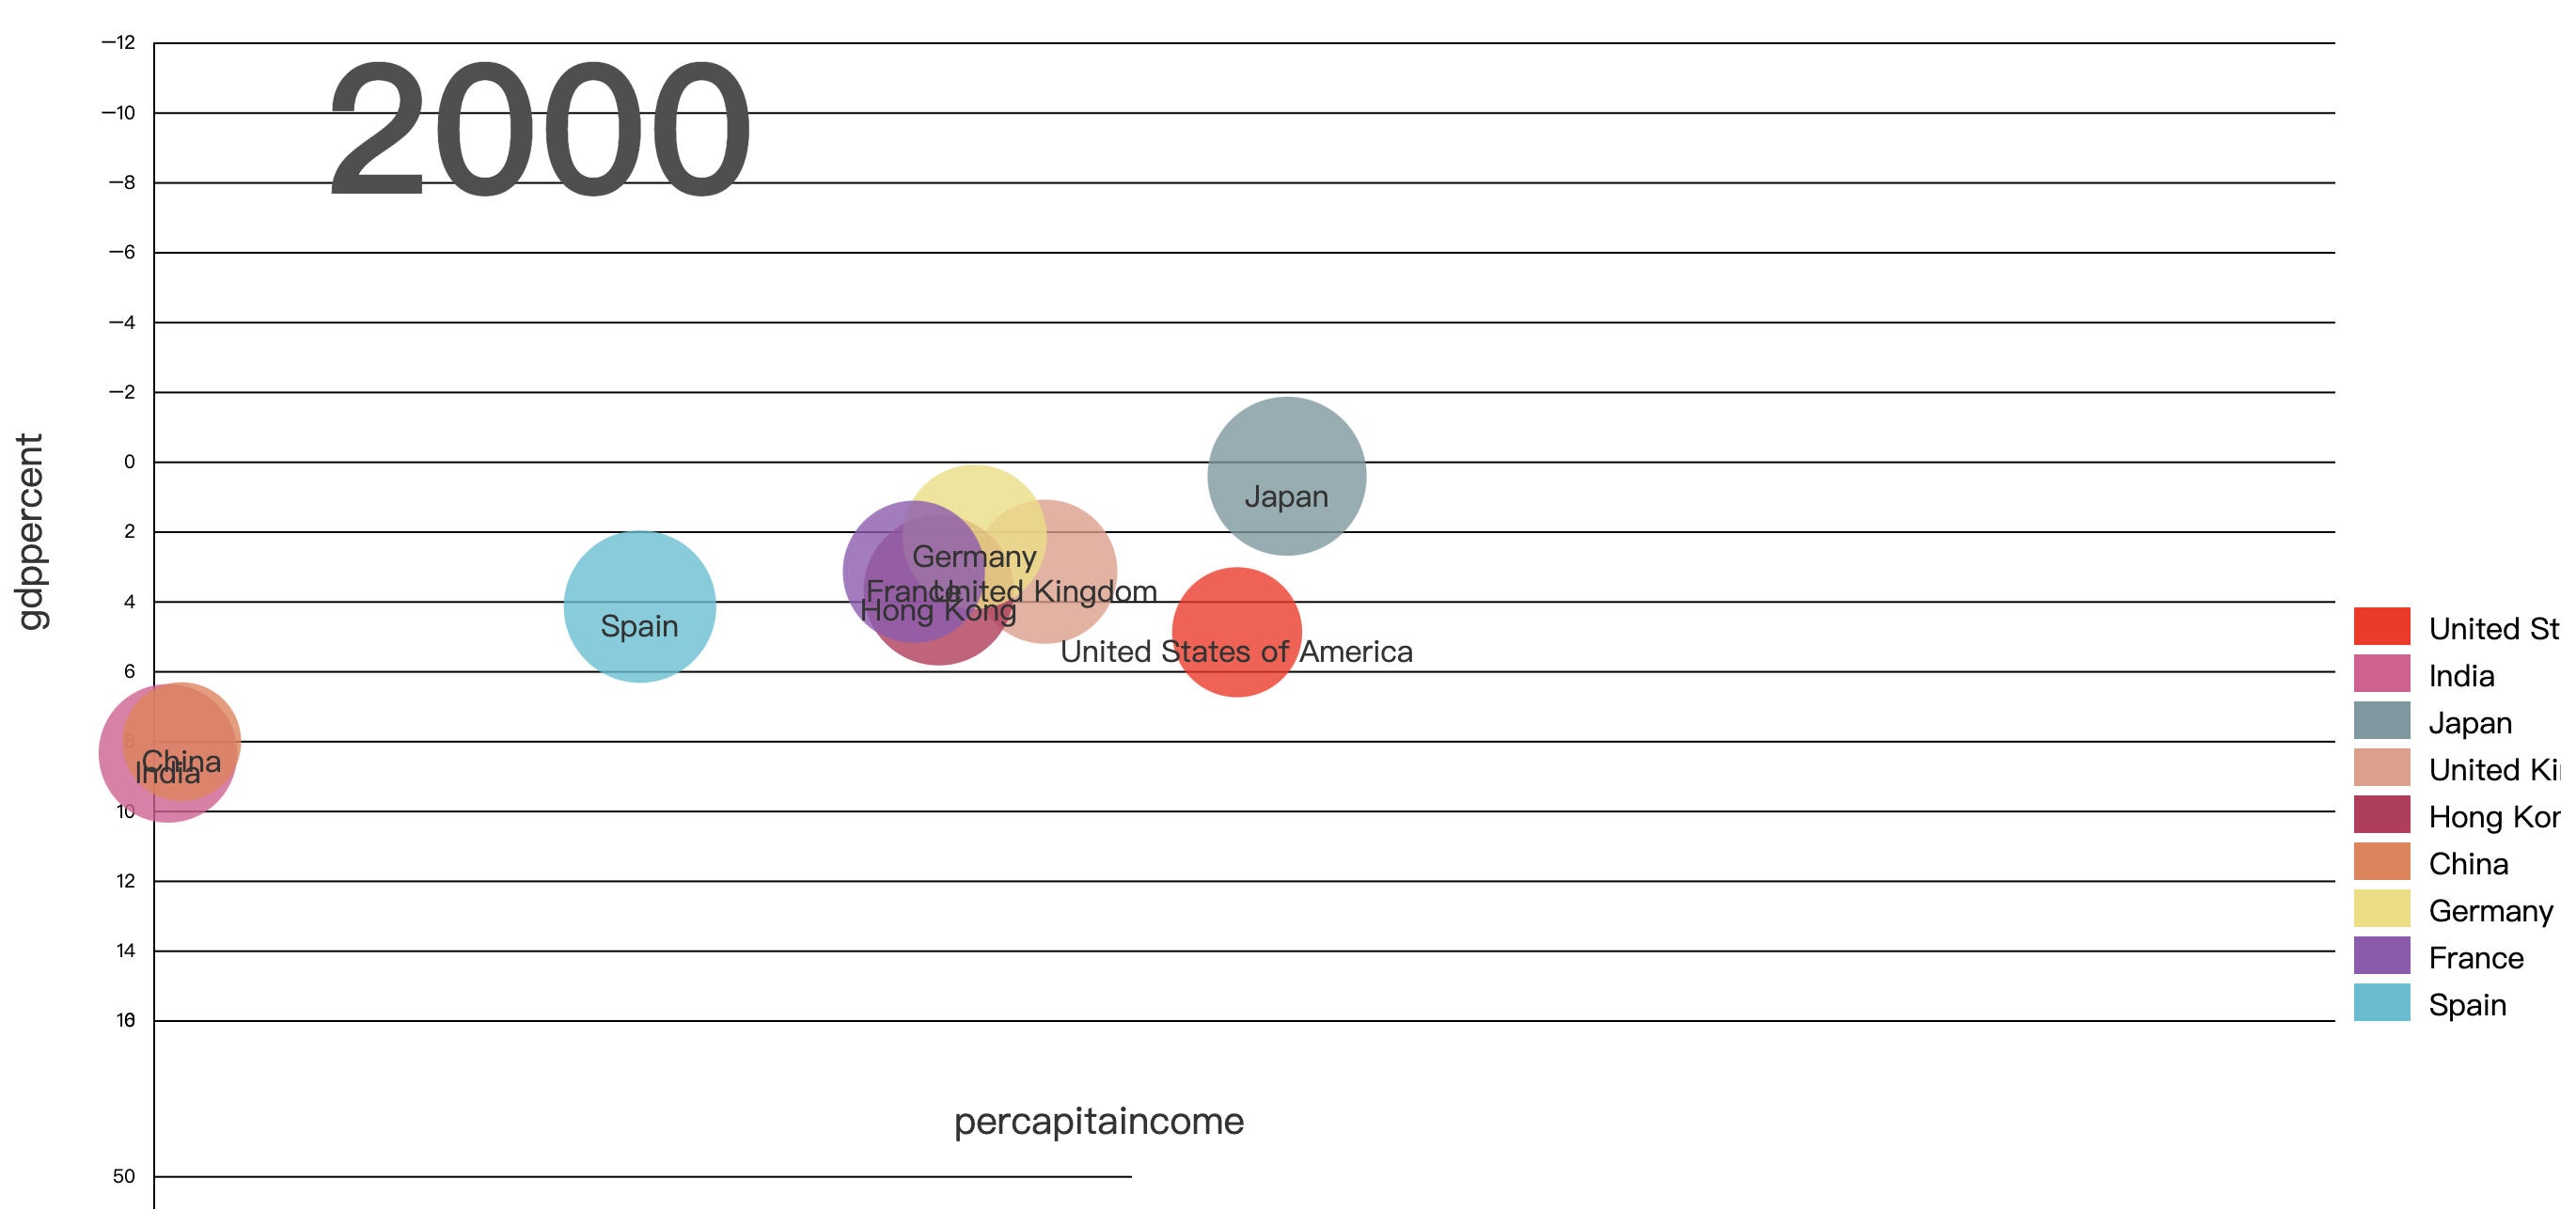 2000
−12
−10
−8
−6
−4
−2
0
2
4
6
8
10
12
14
16
50
gdppercent
percapitaincome
Japan
Germany
France
United Kingdom
Hong Kong
Spain
United States of America
China
India
United St
India
Japan
United Ki
Hong Kor
China
Germany
France
Spain